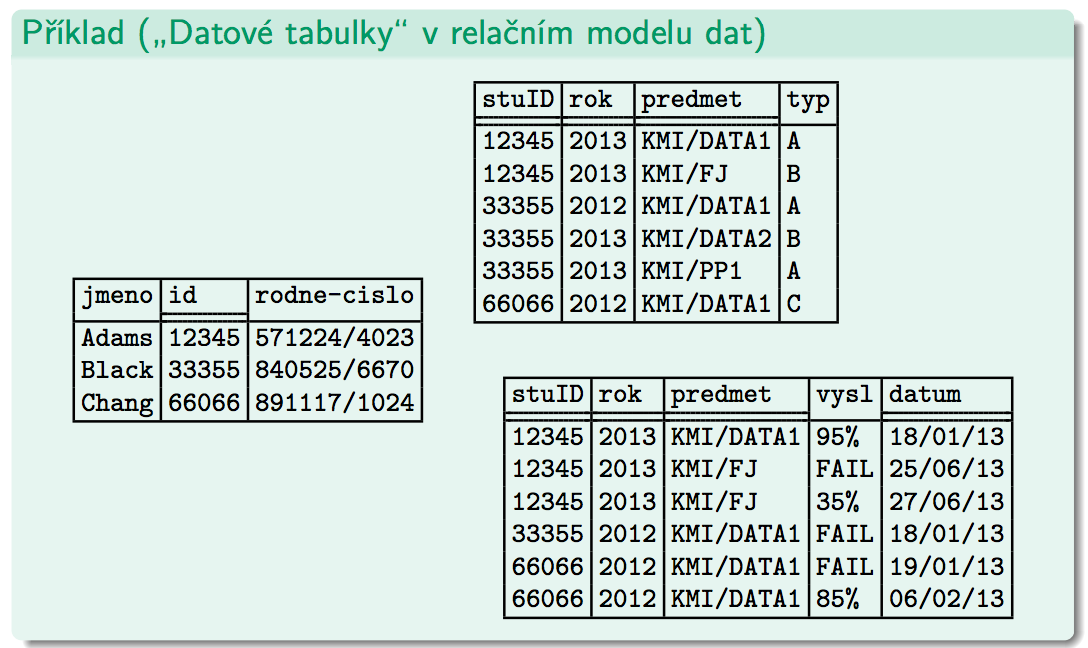 Příklad („Datové tabulky“ v relačním modelu dat)
stuID rok predmet typ
12345 2013 KMI/DATA1 A
12345 2013 KMI/FJ B
33355 2012 KMI/DATA1 A
33355 2013 KMI/DATA2 B
33355 2013 KMI/PP1 A
66066 2012 KMI/DATA1 C
jmeno id rodne-cislo
Adams 12345 571224/4023
Black 33355 840525/6670
Chang 66066 891117/1024
stuID rok predmet vysl datum
12345 2013 KMI/DATA1 95% 18/01/13
12345 2013 KMI/FJ FAIL 25/06/13
12345 2013 KMI/FJ 35% 27/06/13
33355 2012 KMI/DATA1 FAIL 18/01/13
66066 2012 KMI/DATA1 FAIL 19/01/13
66066 2012 KMI/DATA1 85% 06/02/13